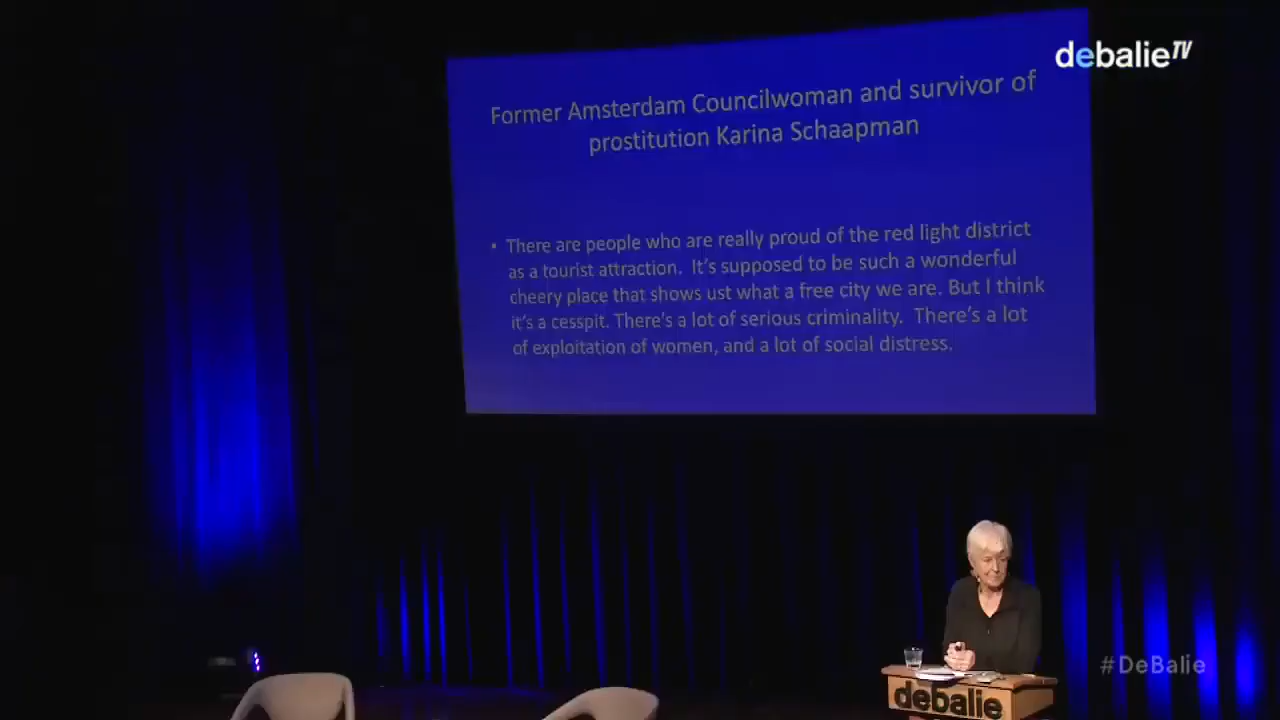 debalieTV
Former Amsterdam Councilwoman and survivor of
prostitution Karina Schaapman
• There are people who are really proud of the red light district
as a tourist attraction. It's supposed to be such a wonderful
cheery place that shows ust what a free city we are. But I think
it's a cesspit. There's a lot of serious criminality. There's a lot
of exploitation of women, and a lot of social distress.
#DeBalie
debalie